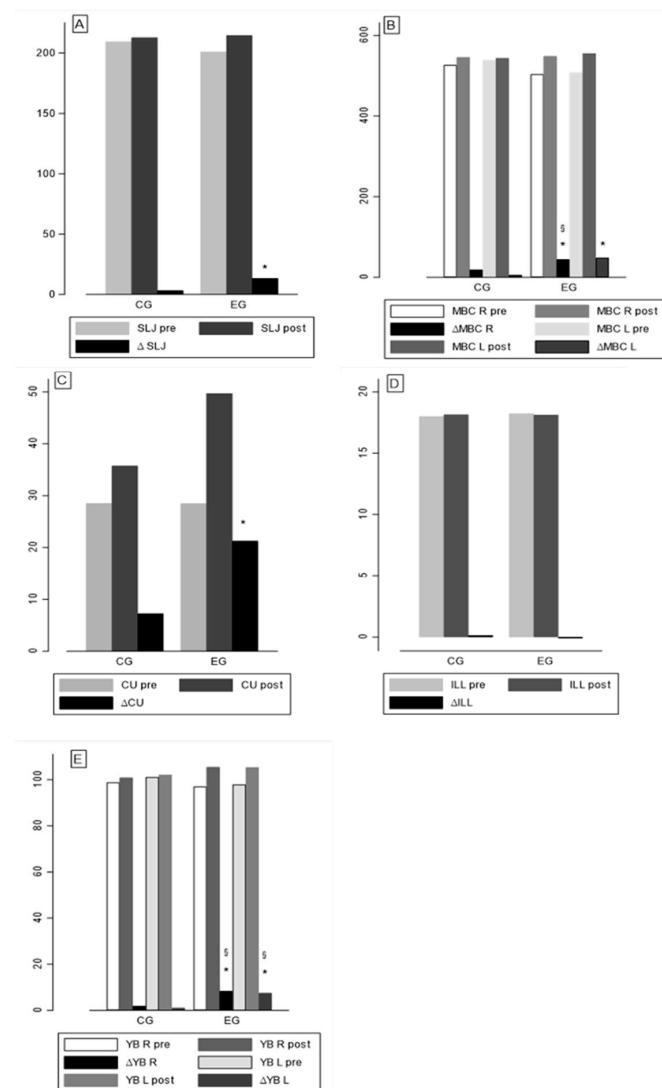 A
200
150
100
50
0
CG EG
*
SLJ pre SLJ post
Δ SLJ
B
600
400
200
0
§
* *
CG EG
MBC R pre MBC R post
ΔMBC R MBC L pre
MBC L post ΔMBC L
C
50
40
30
20
10
0
*
CG EG
CU pre CU post
ΔCU
D
20
15
10
5
0
CG EG
ILL pre ILL post
ΔILL
E
100
80
60
40
20
0
§ §
* *
CG EG
YB R pre YB R post
ΔYB R YB L pre
YB L post ΔYB L